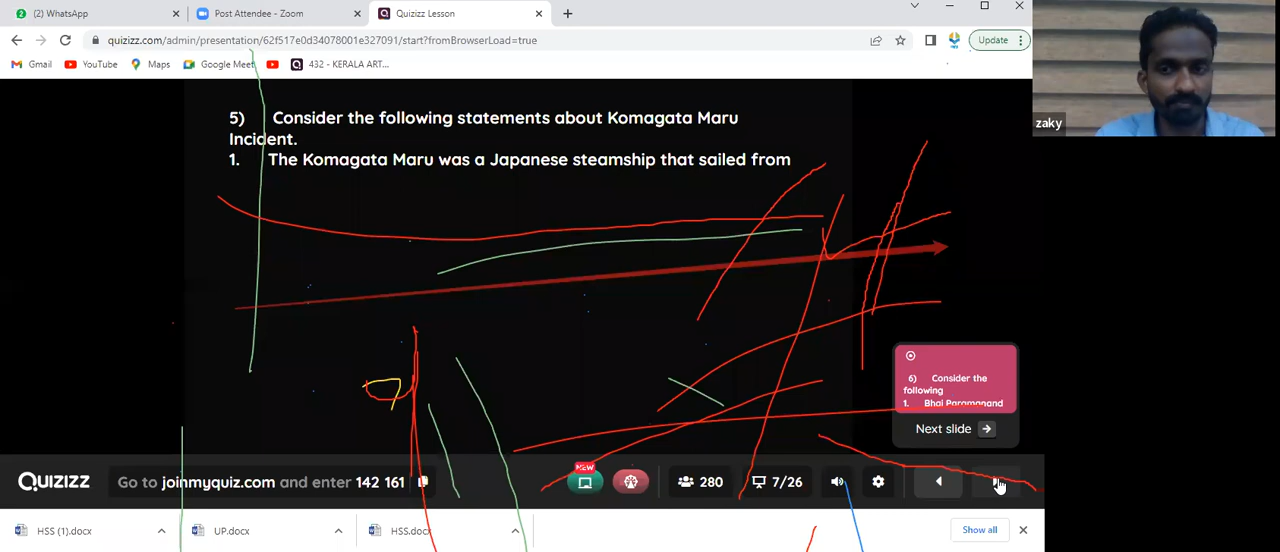 (2) WhatsApp
Post Attendee - Zoom
Quizizz Lesson
quizizz.com/admin/presentation/62f517e0d34078001e327091/start?fromBrowserLoad=true
Update
Gmail
YouTube
Maps
Google Meet
432 - KERALA ART...
zaky
5) Consider the following statements about Komagata Maru
Incident.
1. The Komagata Maru was a Japanese steamship that sailed from
6) Consider the
following
1. Bhai Paramanand
Next slide
NEW
Quizizz
Go to joinmyquiz.com and enter 142 161
280
7/26
HSS (1).docx
UP.docx
HSS.docx
Show all